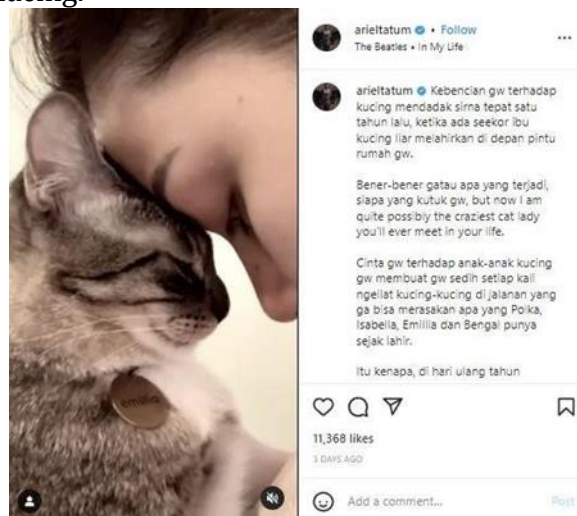 ucing.
arieltatum • Follow
The Beatles • In My Life
arieltatum Kebencian gw terhadap
kucing mendadak sirna tepat satu
tahun lalu, ketika ada seekor ibu
kucing liar melahirkan di depan pintu
rumah gw.
Bener-bener gatau apa yang terjadi,
siapa yang kutuk gw, but now I am
quite possibly the craziest cat lady
you'll ever meet in your life.
Cinta gw terhadap anak-anak kucing
gw membuat gw sedih setiap kali
ngeliat kucing-kucing di jalanan yang
ga bisa merasakan apa yang Polka,
Isabella, Emillia dan Bengal punya
sejak lahir.
Itu kenapa, di hari ulang tahun
emillia
11,368 likes
3 DAYS AGO
Add a comment...
Post